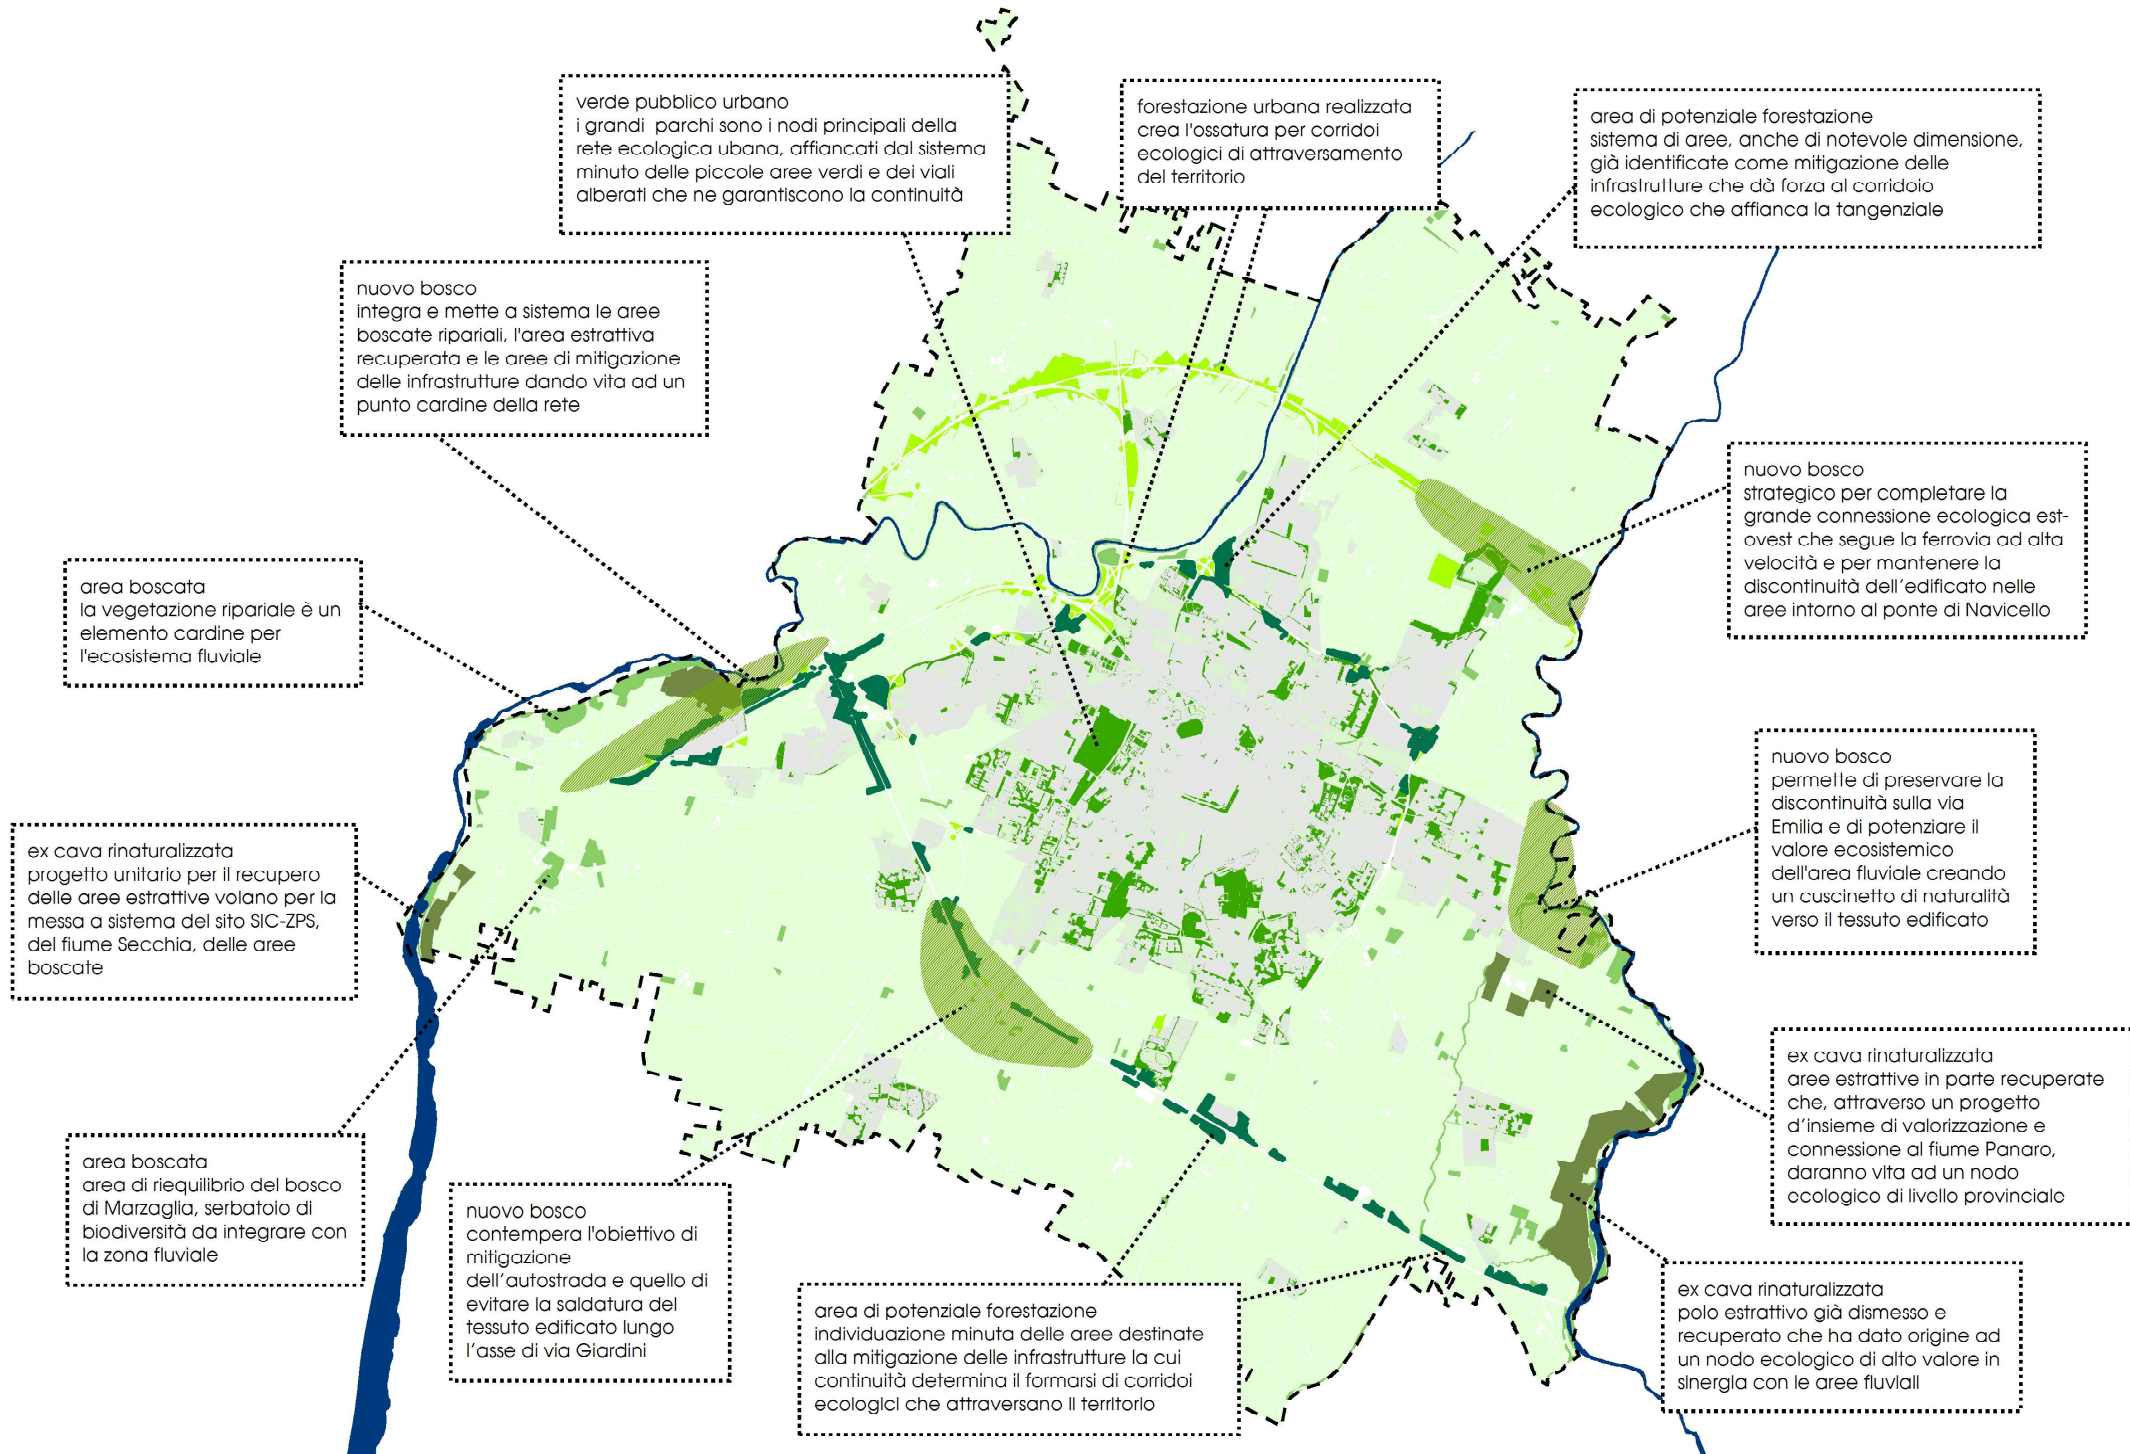 verde pubblico urbano
i grandi parchi sono i nodi principali della
rete ecologica ubana, affiancati dal sistema
minuto delle piccole aree verdi e dei viali
alberati che ne garantiscono la continuità
forestazione urbana realizzata
crea l'ossatura per corridoi
ecologici di attraversamento
del territorio
area di potenziale forestazione
sistema di aree, anche di notevole dimensione,
già identificate come mitigazione delle
infrastrutture che dà forza al corridoio
ecologico che affianca la tangenziale
nuovo bosco
integra e mette a sistema le aree
boscate ripariali, l'area estrattiva
recuperata e le aree di mitigazione
delle infrastrutture dando vita ad un
punto cardine della rete
nuovo bosco
strategico per completare la
grande connessione ecologica est-
ovest che segue la ferrovia ad alta
velocità e per mantenere la
discontinuità dell'edificato nelle
aree intorno al ponte di Navicello
area boscata
la vegetazione ripariale è un
elemento cardine per
l'ecosistema fluviale
nuovo bosco
permette di preservare la
discontinuità sulla via
Emilia e di potenziare il
valore ecosistemico
dell'area fluviale creando
un cuscinetto di naturalità
verso il tessuto edificato
ex cava rinaturalizzata
progetto unitario per il recupero
delle aree estrattive volano per la
messa a sistema del sito SIC-ZPS,
del fiume Secchia, delle aree
boscate
ex cava rinaturalizzata
aree estrattive in parte recuperate
che, attraverso un progetto
d'insieme di valorizzazione e
connessione al fiume Panaro,
daranno vita ad un nodo
ecologico di livello provinciale
area boscata
area di riequilibrio del bosco
di Marzaglia, serbatoio di
biodiversità da integrare con
la zona fluviale
nuovo bosco
contempera l'obiettivo di
mitigazione
dell'autostrada e quello di
evitare la saldatura del
tessuto edificato lungo
l'asse di via Giardini
area di potenziale forestazione
individuazione minuta delle aree destinate
alla mitigazione delle infrastrutture la cui
continuità determina il formarsi di corridoi
ecologici che attraversano il territorio
ex cava rinaturalizzata
polo estrattivo già dismesso e
recuperato che ha dato origine ad
un nodo ecologico di alto valore in
sinergia con le aree fluviali